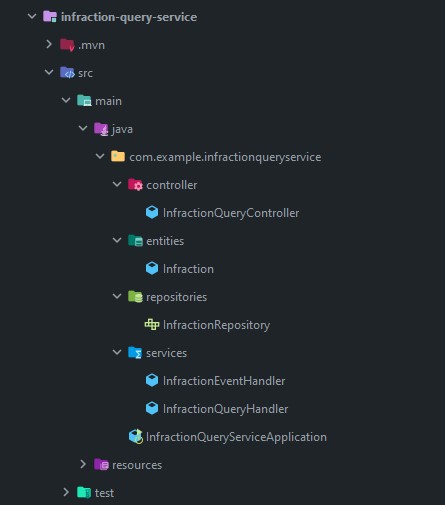 infraction-query-service
.mvn
src
main
java
com.example.infractionqueryservice
controller
InfractionQueryController
entities
Infraction
repositories
InfractionRepository
services
InfractionEventHandler
InfractionQueryHandler
InfractionQueryServiceApplication
resources
test